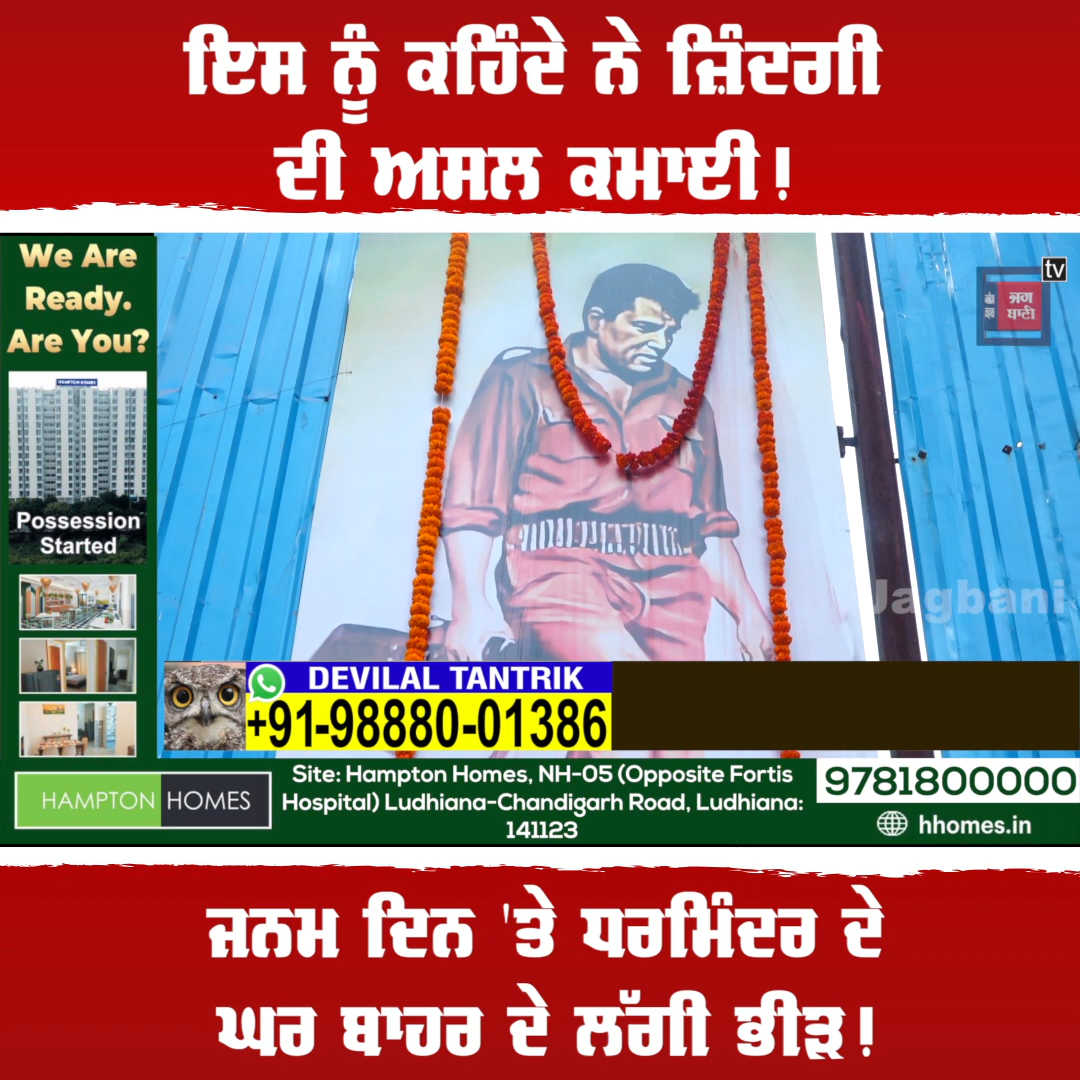 ਇਸ ਨੂੰ ਕਹਿੰਦੇ ਨੇ ਜ਼ਿੰਦਗੀ
ਦੀ ਅਸਲ ਕਮਾਈ!
We Are
Ready.
Are You?
HAMPTON HOMES
Possession
Started
tv
ਜਗ
ਬਾਣੀ
Jagbani
DEVILAL TANTRIK
+91-98880-01386
HAMPTON HOMES
Site: Hampton Homes, NH-05 (Opposite Fortis
Hospital) Ludhiana-Chandigarh Road, Ludhiana:
141123
9781800000
hhomes.in
ਜਨਮ ਦਿਨ 'ਤੇ ਧਰਮਿੰਦਰ ਦੇ
ਘਰ ਬਾਹਰ ਦੇ ਲੱਗੀ ਭੀੜ!